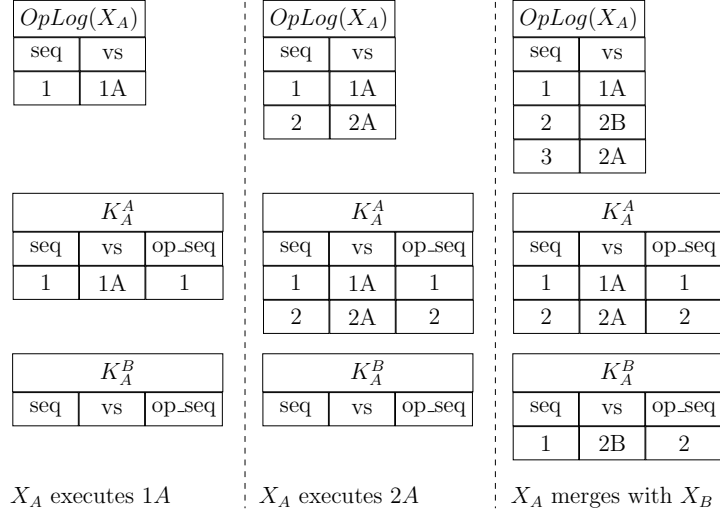 OpLog(X_A)
seq vs
1 1A
K_A^A
seq vs op_seq
1 1A 1
K_A^B
seq vs op_seq
X_A executes 1A
OpLog(X_A)
seq vs
1 1A
2 2A
K_A^A
seq vs op_seq
1 1A 1
2 2A 2
K_A^B
seq vs op_seq
X_A executes 2A
OpLog(X_A)
seq vs
1 1A
2 2B
3 2A
K_A^A
seq vs op_seq
1 1A 1
2 2A 2
K_A^B
seq vs op_seq
1 2B 2
X_A merges with X_B